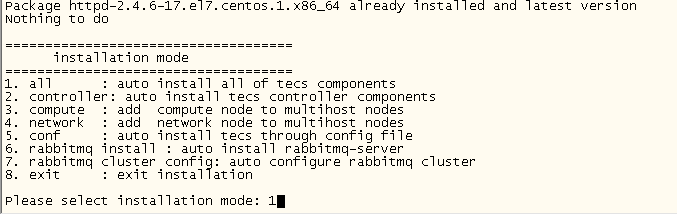 Package httpd-2.4.6-17.el7.centos.1.x86_64 already installed and latest version
Nothing to do
====================================
installation mode
====================================
1. all      : auto install all of tecs components
2. controller: auto install tecs controller components
3. compute  : add  compute node to multihost nodes
4. network  : add  network node to multihost nodes
5. conf     : auto install tecs through config file
6. rabbitmq install : auto install rabbitmq-server
7. rabbitmq cluster config: auto configure rabbitmq cluster
8. exit     : exit installation
Please select installation mode: 1